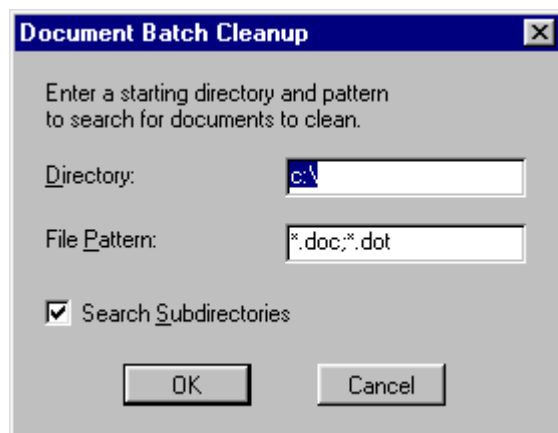 Document Batch Cleanup
Enter a starting directory and pattern
to search for documents to clean.
Directory: c:\
File Pattern: *.doc;*.dot
Search Subdirectories
OK Cancel